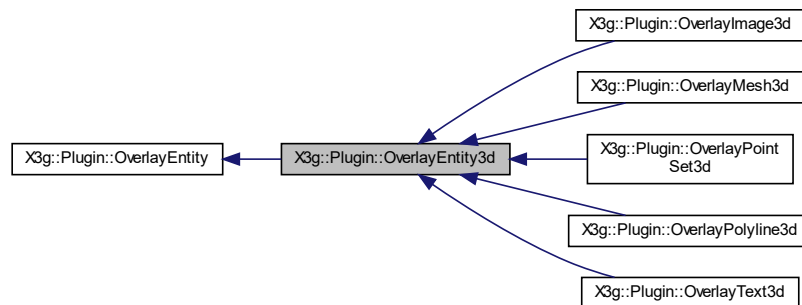 X3g::Plugin::OverlayImage3d
X3g::Plugin::OverlayMesh3d
X3g::Plugin::OverlayEntity
X3g::Plugin::OverlayEntity3d
X3g::Plugin::OverlayPoint
Set3d
X3g::Plugin::OverlayPolyline3d
X3g::Plugin::OverlayText3d